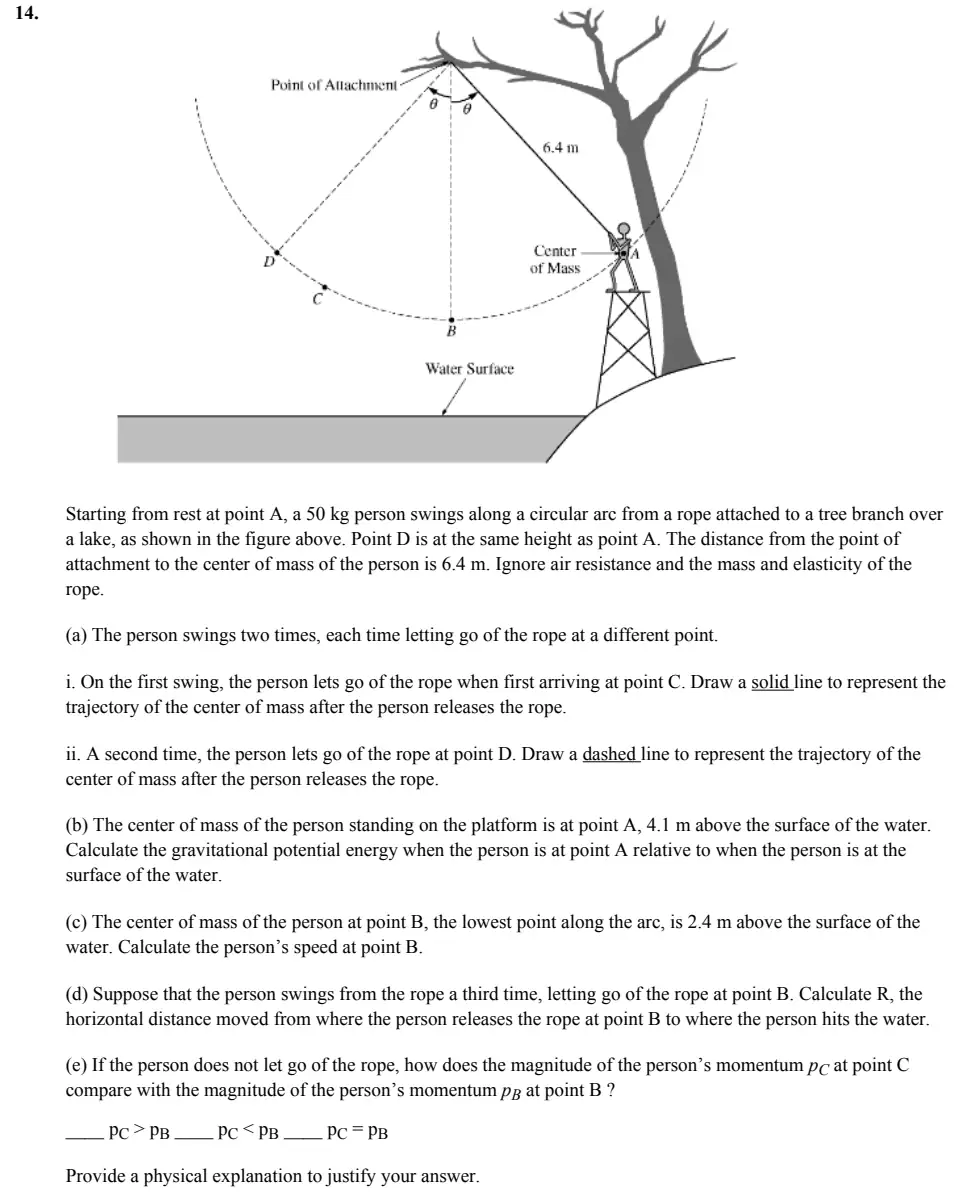 14.
Point of Attachment
θ θ
6.4 m
Center
of Mass
A
D
C
B
Water Surface
Starting from rest at point A, a 50 kg person swings along a circular arc from a rope attached to a tree branch over
a lake, as shown in the figure above. Point D is at the same height as point A. The distance from the point of
attachment to the center of mass of the person is 6.4 m. Ignore air resistance and the mass and elasticity of the
rope.
(a) The person swings two times, each time letting go of the rope at a different point.
i. On the first swing, the person lets go of the rope when first arriving at point C. Draw a solid line to represent the
trajectory of the center of mass after the person releases the rope.
ii. A second time, the person lets go of the rope at point D. Draw a dashed line to represent the trajectory of the
center of mass after the person releases the rope.
(b) The center of mass of the person standing on the platform is at point A, 4.1 m above the surface of the water.
Calculate the gravitational potential energy when the person is at point A relative to when the person is at the
surface of the water.
(c) The center of mass of the person at point B, the lowest point along the arc, is 2.4 m above the surface of the
water. Calculate the person’s speed at point B.
(d) Suppose that the person swings from the rope a third time, letting go of the rope at point B. Calculate R, the
horizontal distance moved from where the person releases the rope at point B to where the person hits the water.
(e) If the person does not let go of the rope, how does the magnitude of the person’s momentum pC at point C
compare with the magnitude of the person’s momentum pB at point B ?
____ pC > pB ____ pC < pB ____ pC = pB
Provide a physical explanation to justify your answer.